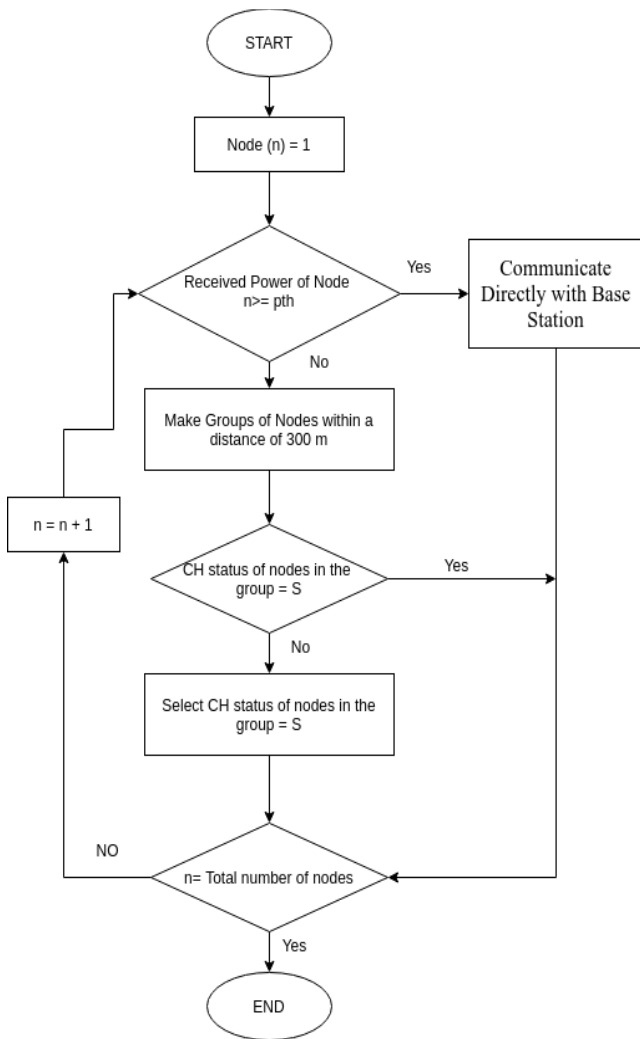 START
Node (n) = 1
Received Power of Node
n>= pth
Yes
Communicate
Directly with Base
Station
No
Make Groups of Nodes within a
distance of 300 m
n = n + 1
CH status of nodes in the
group = S
Yes
No
Select CH status of nodes in the
group = S
NO
n= Total number of nodes
Yes
END